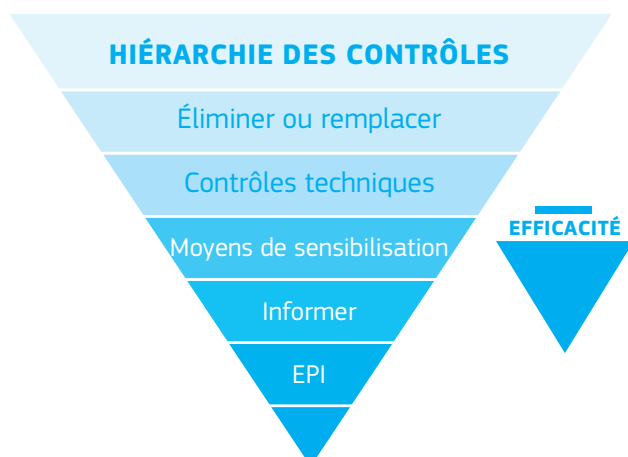 HIÉRARCHIE DES CONTRÔLES
Éliminer ou remplacer
Contrôles techniques
Moyens de sensibilisation
EFFICACITÉ
Informer
EPI